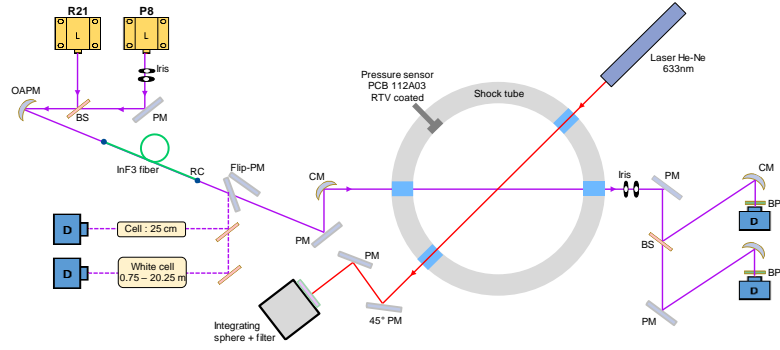 R21
P8
L
L
Iris
OAPM
BS
PM
InF3 fiber
RC
Flip-PM
CM
PM
D
Cell : 25 cm
D
White cell
0.75 – 20.25 m
Integrating
sphere + filter
PM
45° PM
Pressure sensor
PCB 112A03
RTV coated
Shock tube
Laser He-Ne
633nm
Iris
PM
CM
BP
D
BS
BP
D
PM